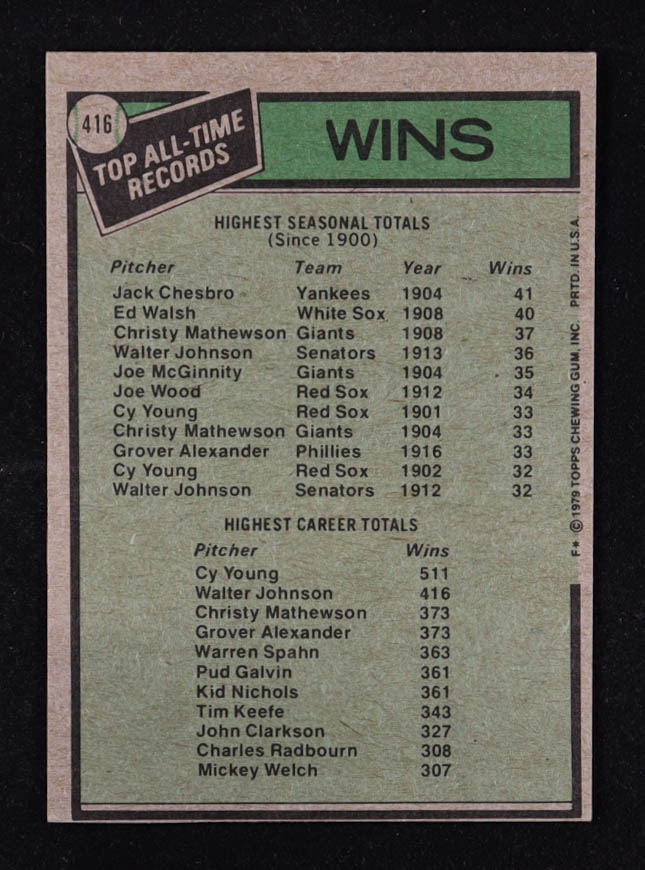 416
TOP ALL-TIME
RECORDS
WINS
HIGHEST SEASONAL TOTALS
(Since 1900)
Pitcher Team Year Wins
Jack Chesbro Yankees 1904 41
Ed Walsh White Sox 1908 40
Christy Mathewson Giants 1908 37
Walter Johnson Senators 1913 36
Joe McGinnity Giants 1904 35
Joe Wood Red Sox 1912 34
Cy Young Red Sox 1901 33
Christy Mathewson Giants 1904 33
Grover Alexander Phillies 1916 33
Cy Young Red Sox 1902 32
Walter Johnson Senators 1912 32
HIGHEST CAREER TOTALS
Pitcher Wins
Cy Young 511
Walter Johnson 416
Christy Mathewson 373
Grover Alexander 373
Warren Spahn 363
Pud Galvin 361
Kid Nichols 361
Tim Keefe 343
John Clarkson 327
Charles Radbourn 308
Mickey Welch 307
F* © 1979 TOPPS CHEWING GUM, INC. PRTD. IN U.S.A.